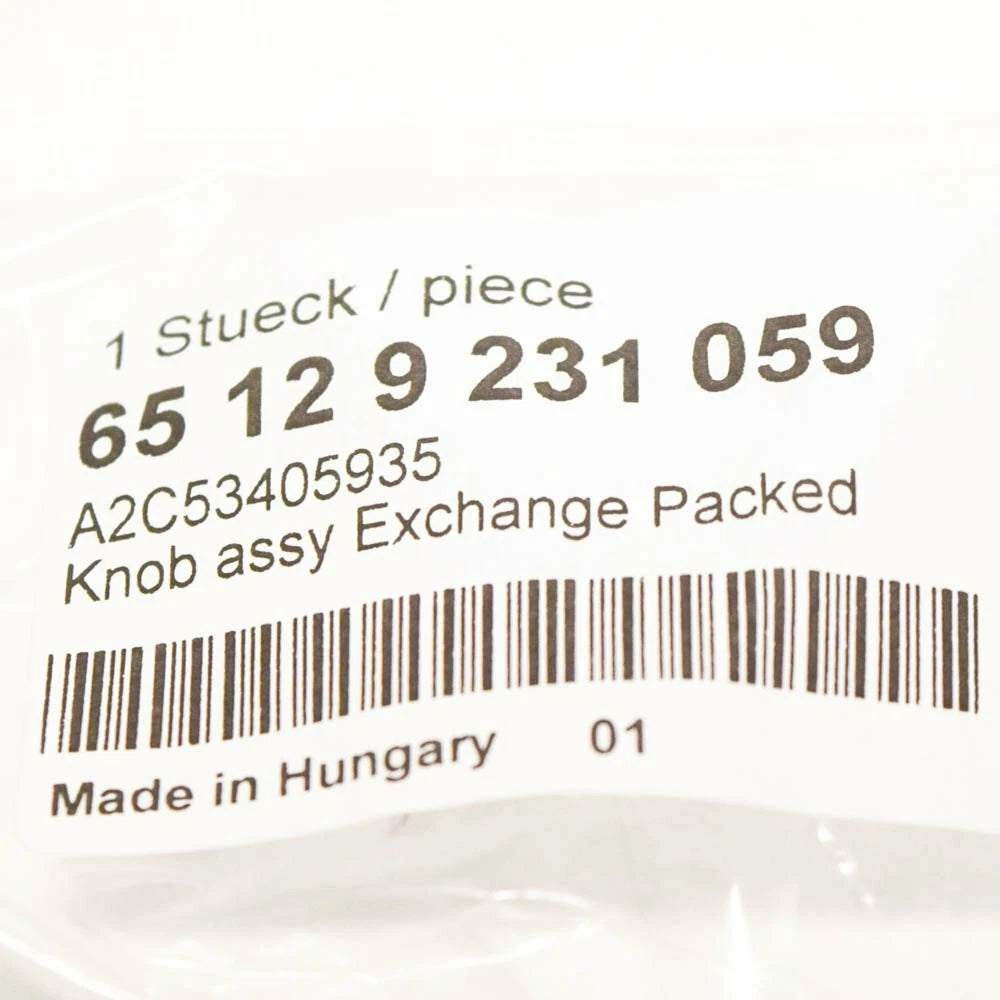 1 Stueck / piece
65 12 9 231 059
A2C53405935
Knob assy Exchange Packed
Made in Hungary 01